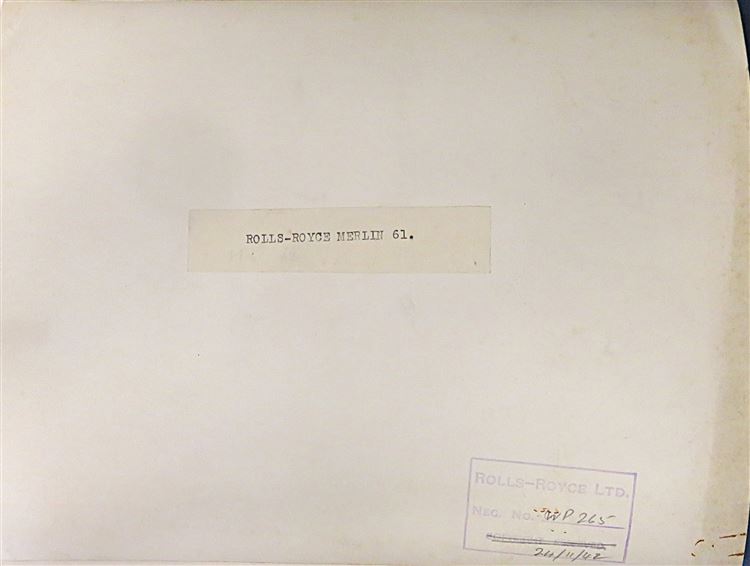 ROLLS-ROYCE MERLIN 61.
ROLLS-ROYCE LTD.
NEG. NO. WP 265
24/11/42